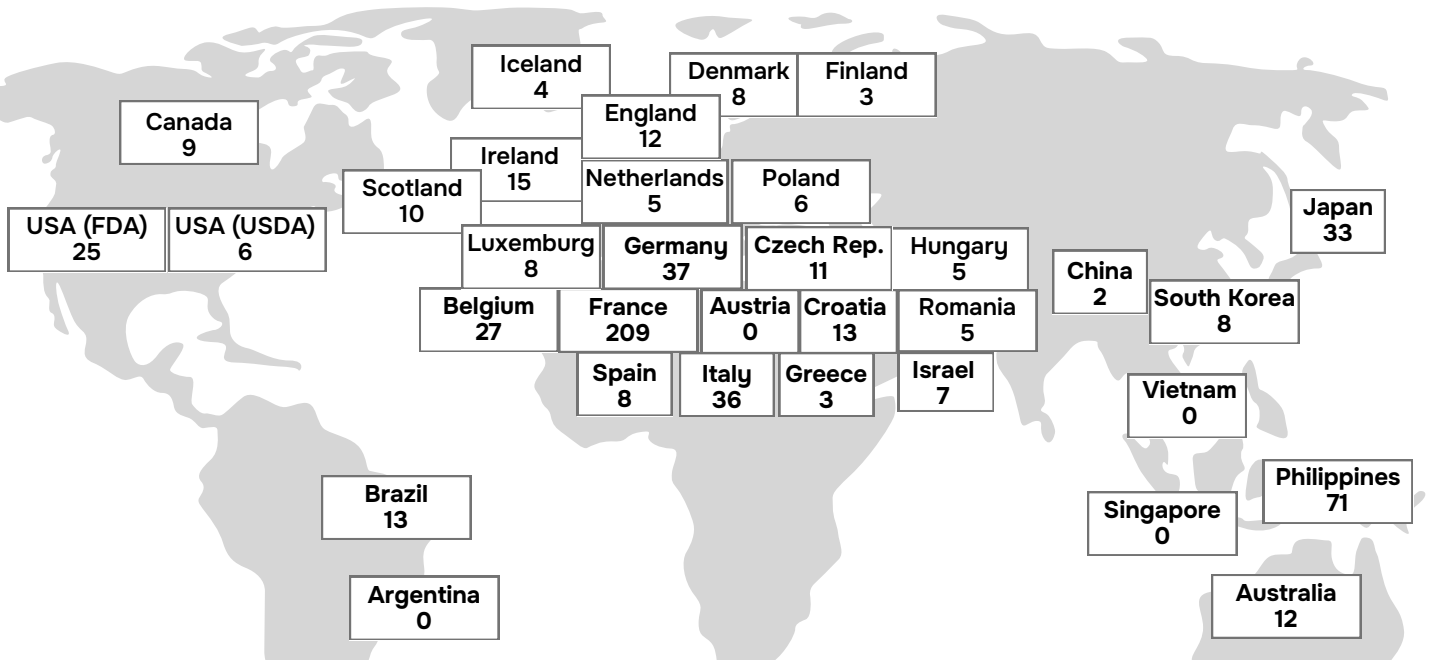 Iceland
4
Denmark
8
Finland
3
England
12
Canada
9
Ireland
15
Netherlands
5
Poland
6
Scotland
10
Japan
33
USA (FDA)
25
USA (USDA)
6
Luxemburg
8
Germany
37
Czech Rep.
11
Hungary
5
China
2
South Korea
8
Belgium
27
France
209
Austria
0
Croatia
13
Romania
5
Spain
8
Italy
36
Greece
3
Israel
7
Vietnam
0
Brazil
13
Philippines
71
Singapore
0
Argentina
0
Australia
12